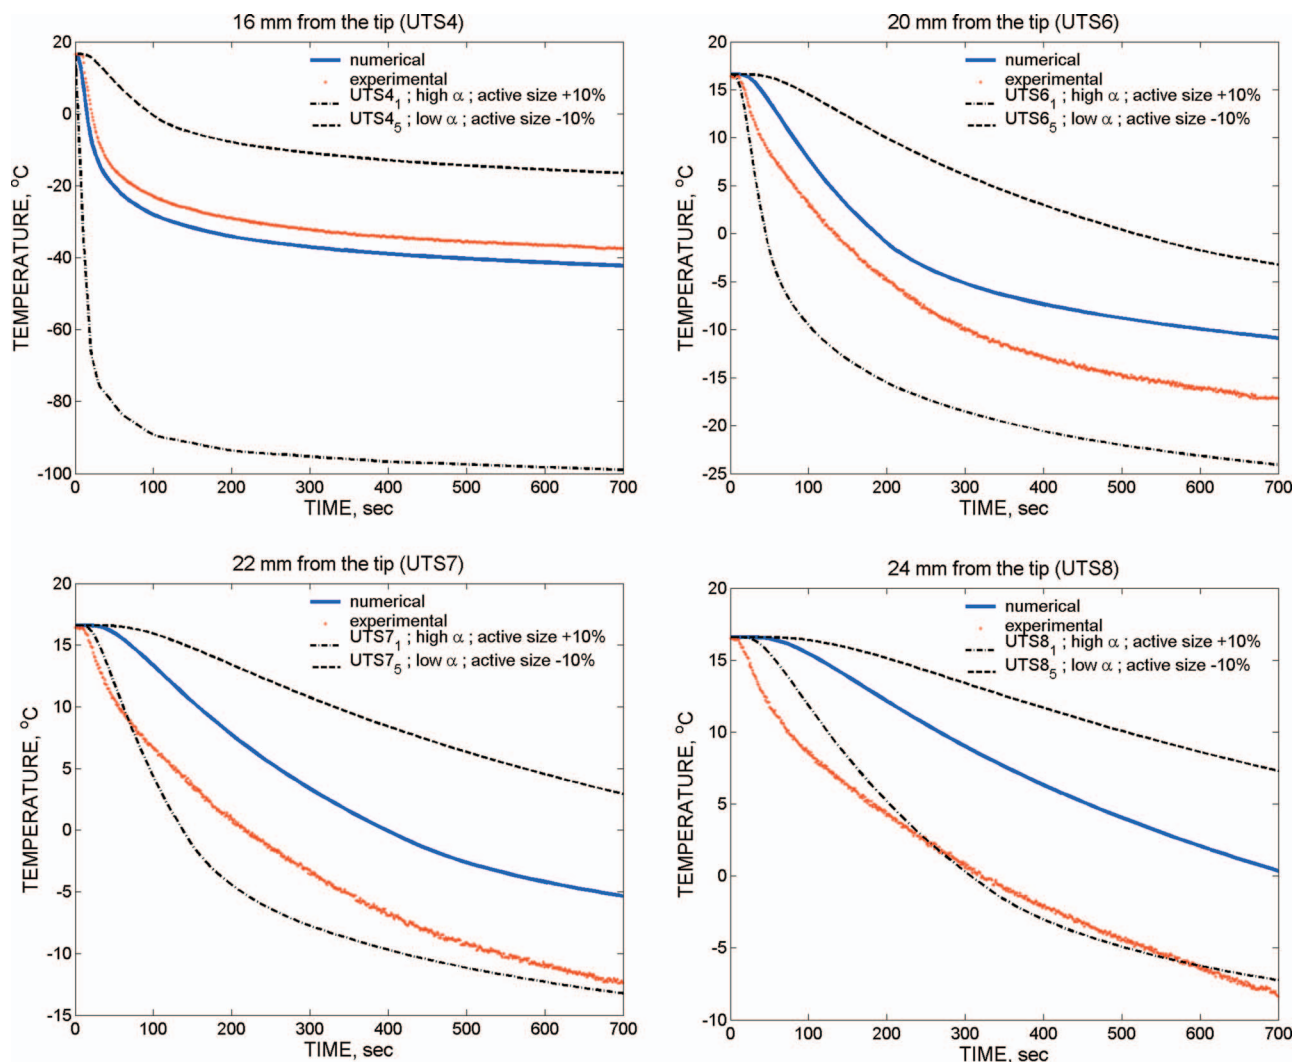 16 mm from the tip (UTS4)
20
0
-20
-40
-60
-80
-100
TEMPERATURE, °C
numerical
experimental
UTS4₁ ; high α ; active size +10%
UTS4₅ ; low α ; active size -10%
0 100 200 300 400 500 600 700
TIME, sec
20 mm from the tip (UTS6)
20
15
10
5
0
-5
-10
-15
-20
-25
TEMPERATURE, °C
numerical
experimental
UTS6₁ ; high α ; active size +10%
UTS6₅ ; low α ; active size -10%
0 100 200 300 400 500 600 700
TIME, sec
22 mm from the tip (UTS7)
20
15
10
5
0
-5
-10
-15
TEMPERATURE, °C
numerical
experimental
UTS7₁ ; high α ; active size +10%
UTS7₅ ; low α ; active size -10%
0 100 200 300 400 500 600 700
TIME, sec
24 mm from the tip (UTS8)
20
15
10
5
0
-5
-10
TEMPERATURE, °C
numerical
experimental
UTS8₁ ; high α ; active size +10%
UTS8₅ ; low α ; active size -10%
0 100 200 300 400 500 600 700
TIME, sec